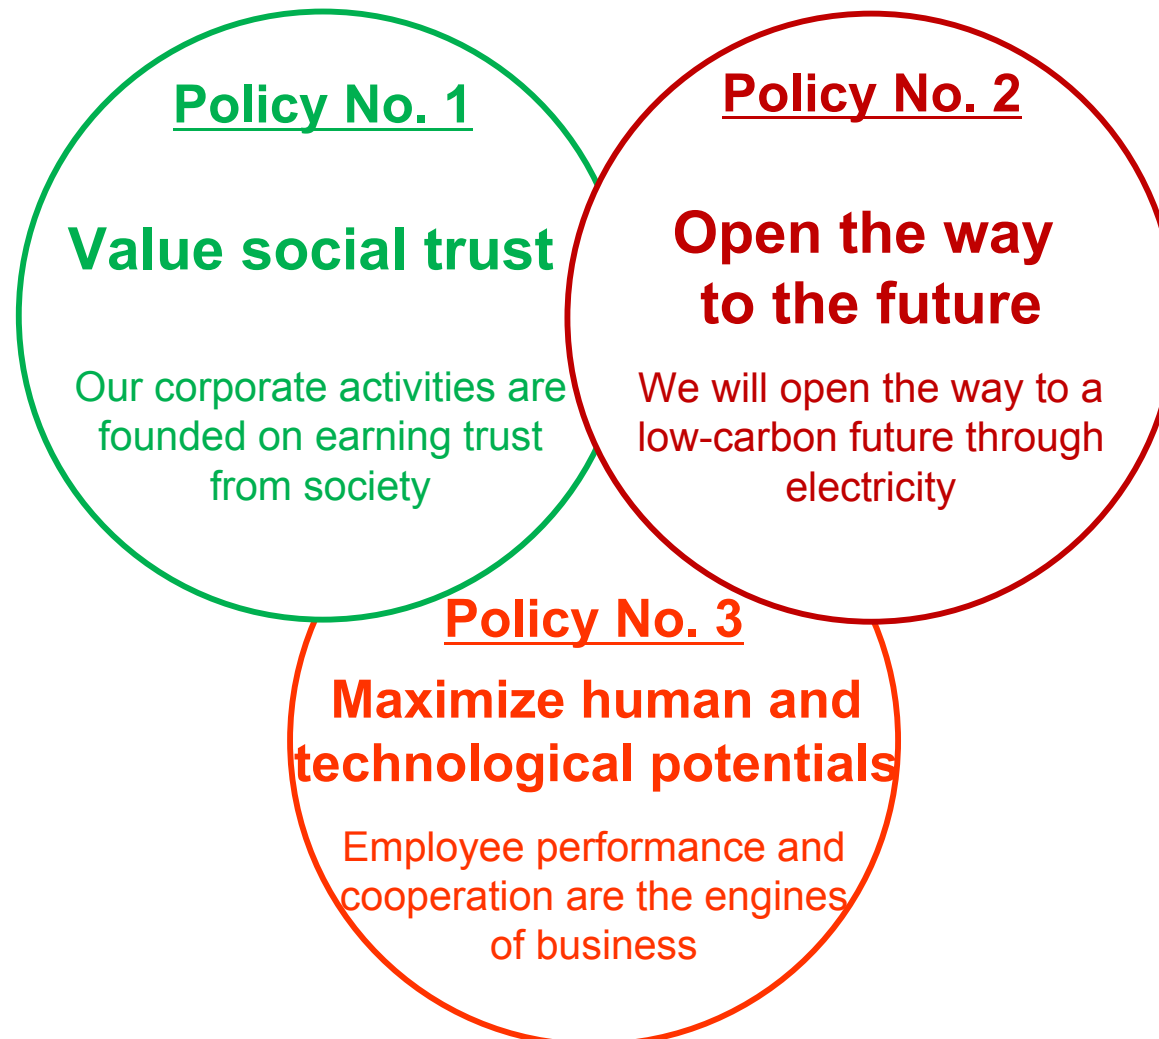 Policy No. 1
Value social trust
Our corporate activities are
founded on earning trust
from society
Policy No. 2
Open the way
to the future
We will open the way to a
low-carbon future through
electricity
Policy No. 3
Maximize human and
technological potentials
Employee performance and
cooperation are the engines
of business